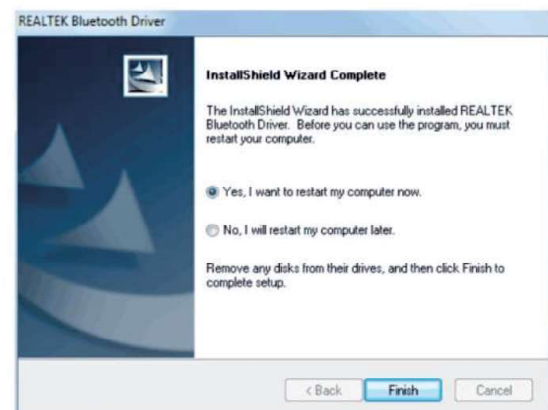 REALTEK Bluetooth Driver
InstallShield Wizard Complete
The InstallShield Wizard has successfully installed REALTEK
Bluetooth Driver. Before you can use the program, you must
restart your computer.
Yes, I want to restart my computer now.
No, I will restart my computer later.
Remove any disks from their drives, and then click Finish to
complete setup.
< Back Finish Cancel